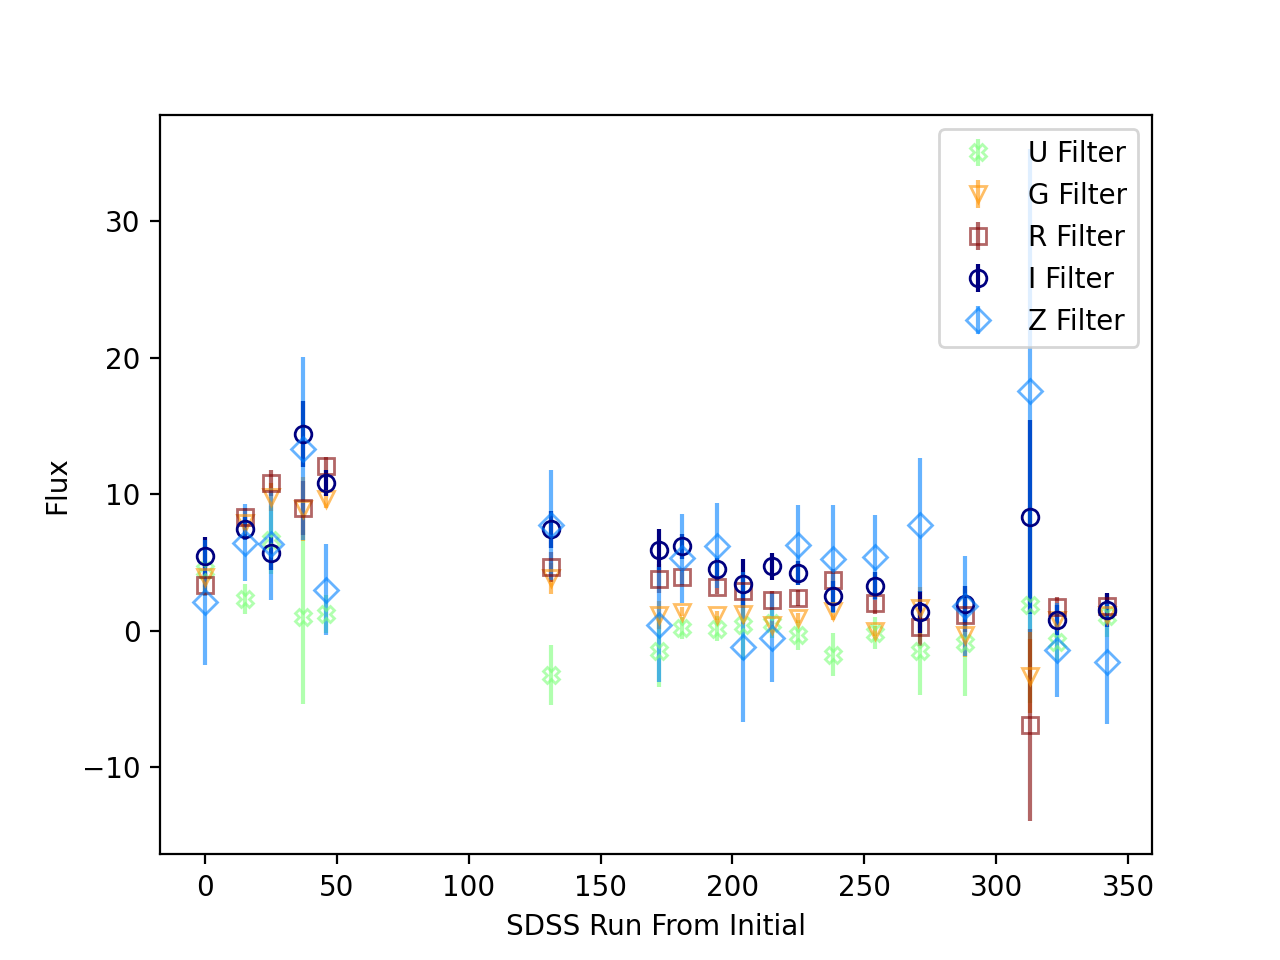 U Filter
G Filter
R Filter
I Filter
Z Filter
30
20
10
0
−10
Flux
0 50 100 150 200 250 300 350
SDSS Run From Initial